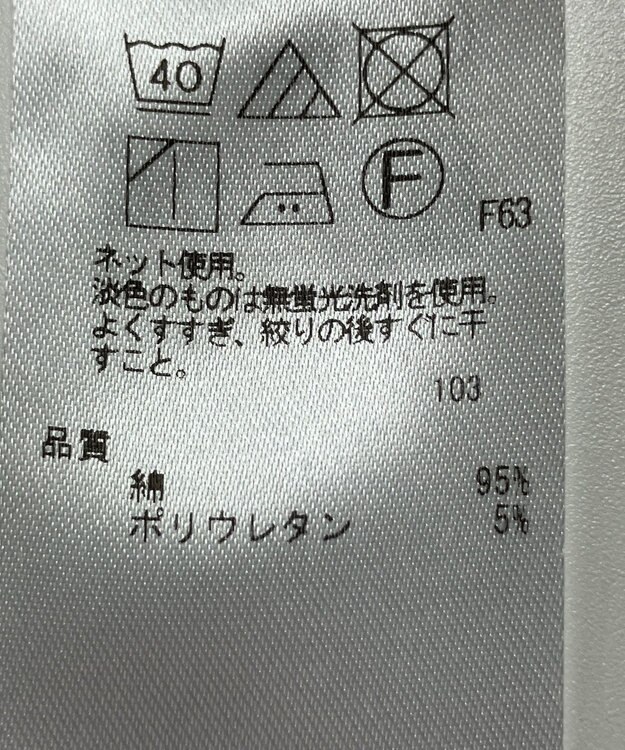 40
F
F63
ネット使用。
淡色のものは無蛍光洗剤を使用。
よくすすぎ、絞りの後すぐに干
すこと。
103
品質
綿 95%
ポリウレタン 5%